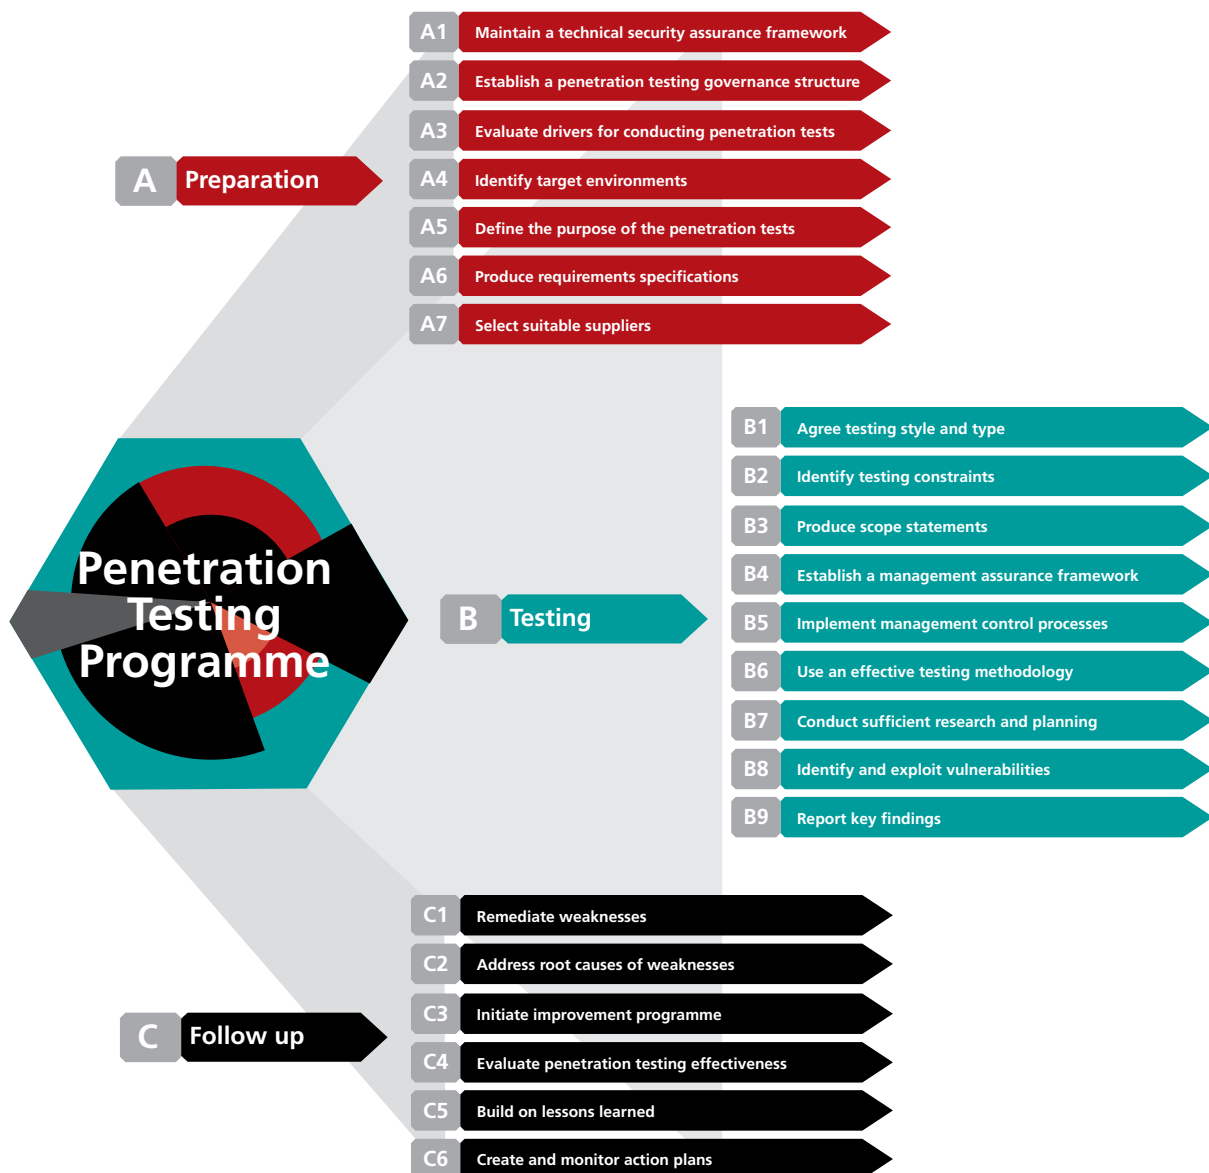 A1 Maintain a technical security assurance framework
A2 Establish a penetration testing governance structure
A3 Evaluate drivers for conducting penetration tests
A Preparation
A4 Identify target environments
A5 Define the purpose of the penetration tests
A6 Produce requirements specifications
A7 Select suitable suppliers
Penetration
Testing
Programme
B Testing
B1 Agree testing style and type
B2 Identify testing constraints
B3 Produce scope statements
B4 Establish a management assurance framework
B5 Implement management control processes
B6 Use an effective testing methodology
B7 Conduct sufficient research and planning
B8 Identify and exploit vulnerabilities
B9 Report key findings
C Follow up
C1 Remediate weaknesses
C2 Address root causes of weaknesses
C3 Initiate improvement programme
C4 Evaluate penetration testing effectiveness
C5 Build on lessons learned
C6 Create and monitor action plans